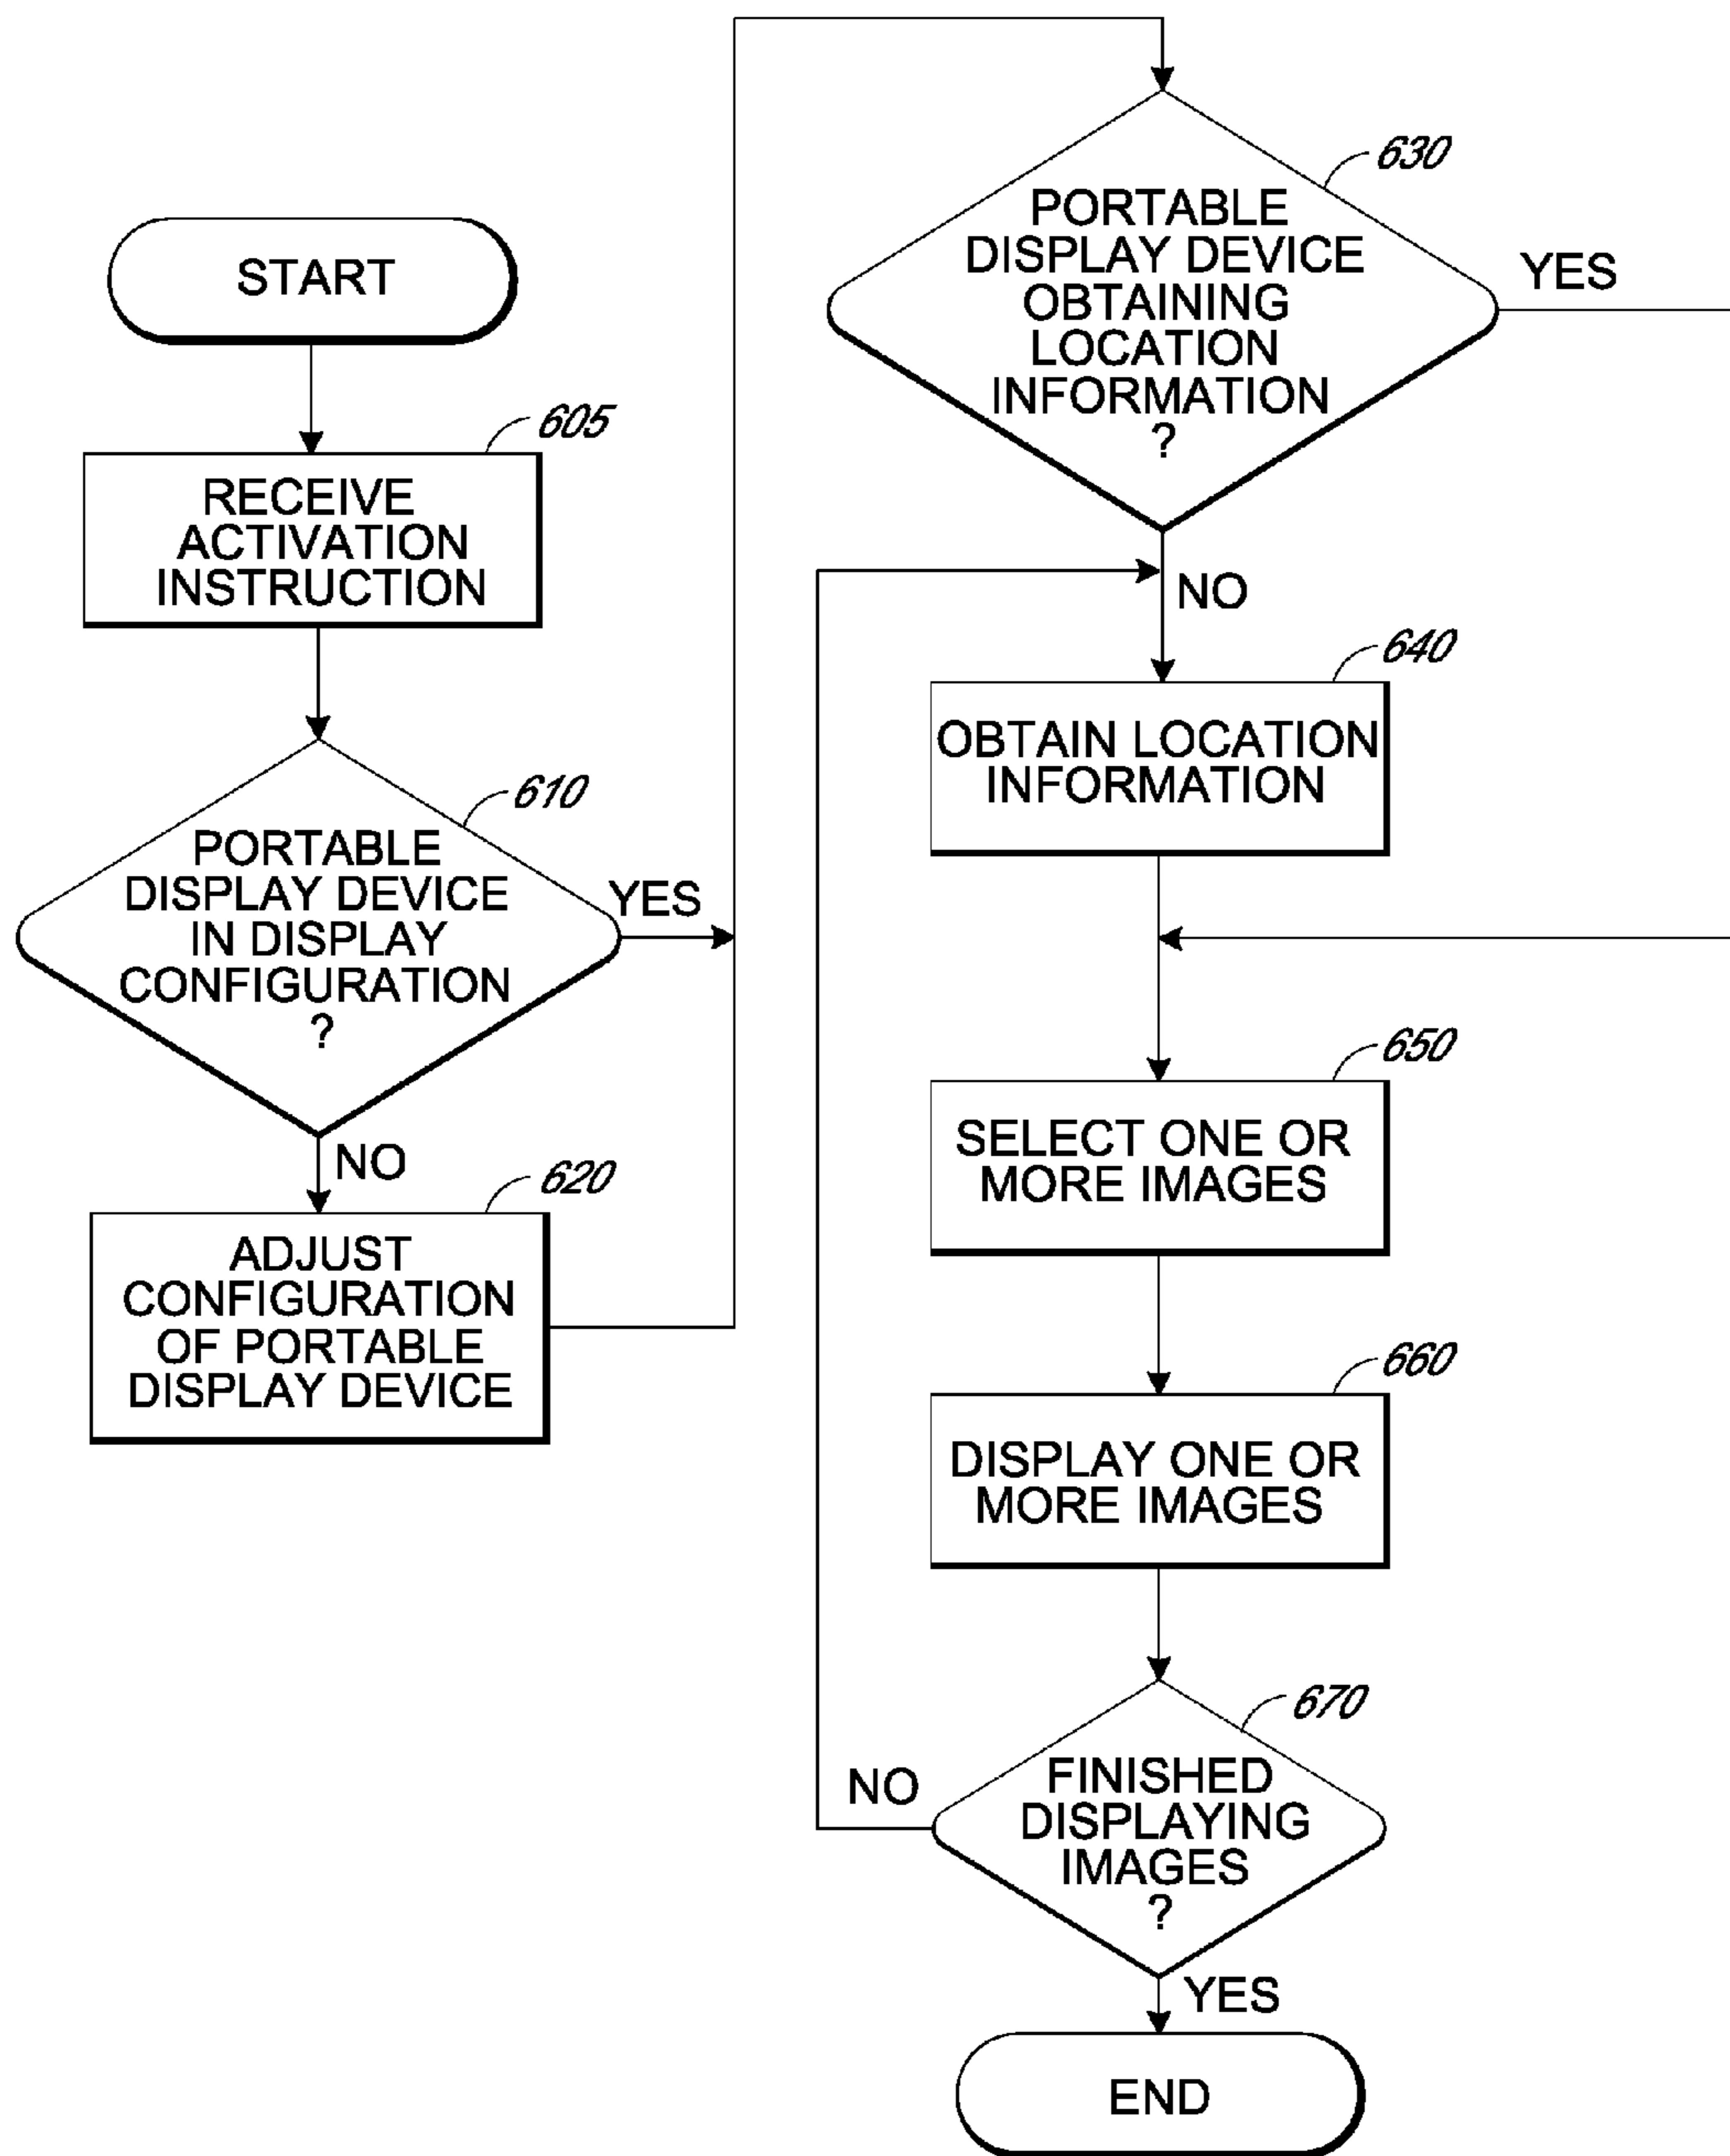 START
605
RECEIVE
ACTIVATION
INSTRUCTION
610
PORTABLE
DISPLAY DEVICE
IN DISPLAY
CONFIGURATION
?
YES
NO
620
ADJUST
CONFIGURATION
OF PORTABLE
DISPLAY DEVICE
630
PORTABLE
DISPLAY DEVICE
OBTAINING
LOCATION
INFORMATION
?
YES
NO
640
OBTAIN LOCATION
INFORMATION
650
SELECT ONE OR
MORE IMAGES
660
DISPLAY ONE OR
MORE IMAGES
670
FINISHED
DISPLAYING
IMAGES
?
NO
YES
END